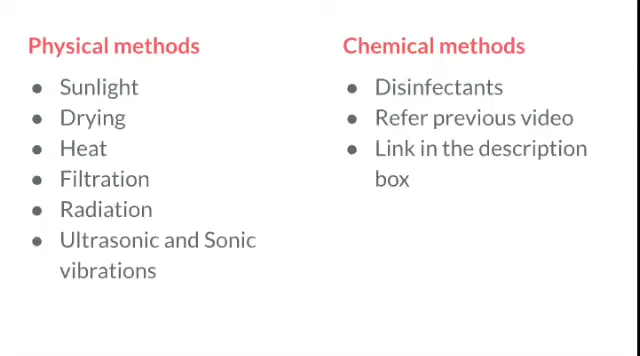 Physical methods
● Sunlight
● Drying
● Heat
● Filtration
● Radiation
● Ultrasonic and Sonic
vibrations
Chemical methods
● Disinfectants
● Refer previous video
● Link in the description
box